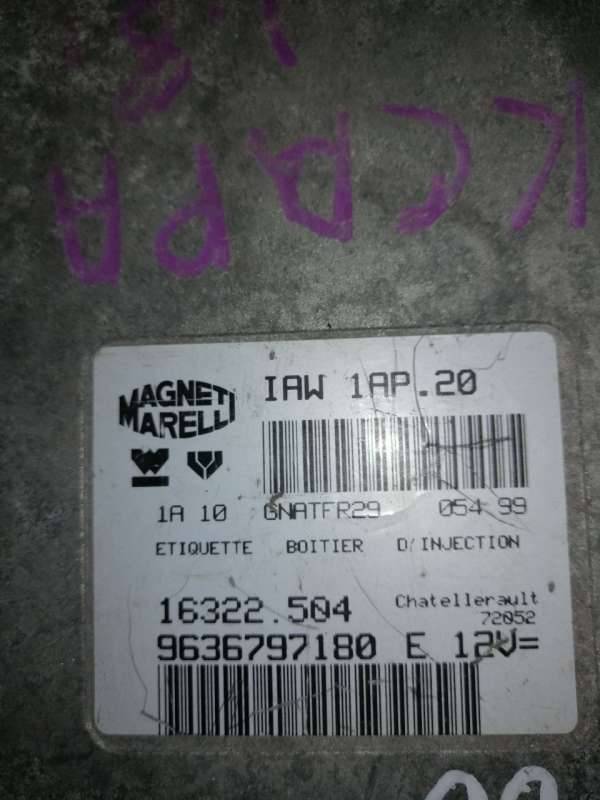 КСАРА
1.8
MAGNETI
MARELLI
IAW 1AP.20
1A 10 GNATFR29 054 99
ETIQUETTE BOITIER D'INJECTION
16322.504 Chatellerault
72052
9636797180 E 12V=